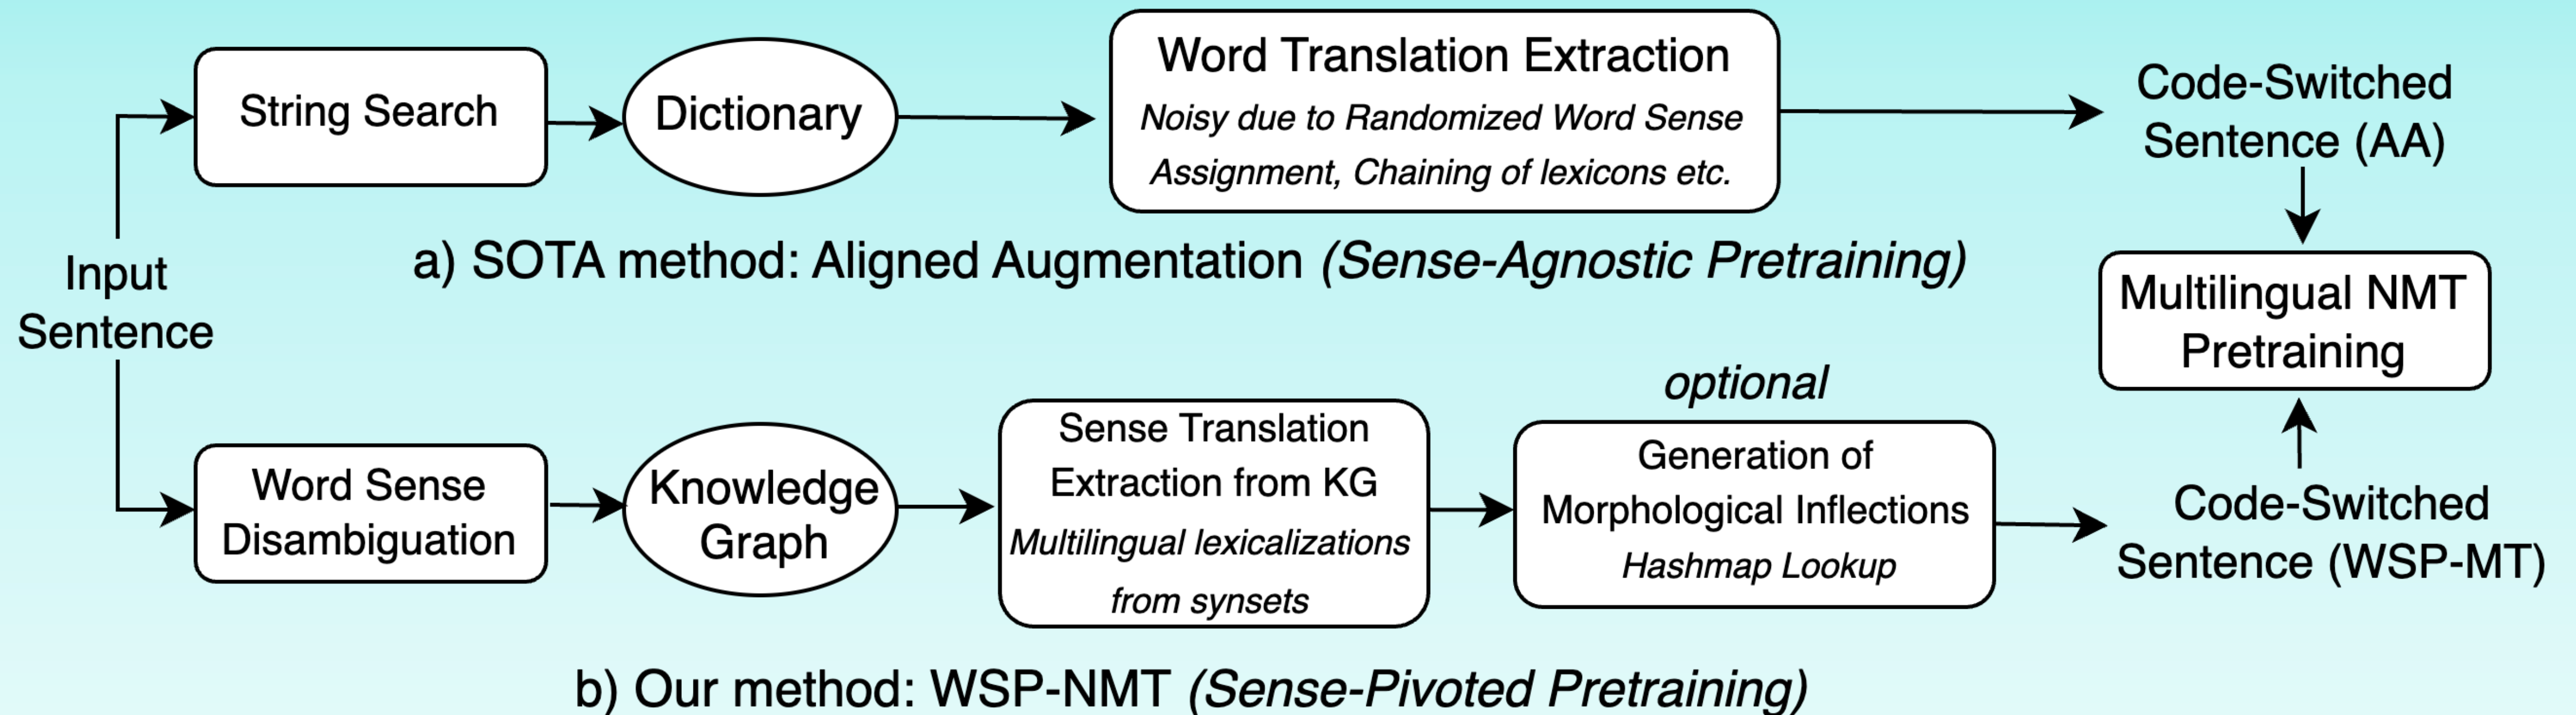 Input
Sentence
String Search
Dictionary
Word Translation Extraction
Noisy due to Randomized Word Sense
Assignment, Chaining of lexicons etc.
Code-Switched
Sentence (AA)
a) SOTA method: Aligned Augmentation (Sense-Agnostic Pretraining)
Multilingual NMT
Pretraining
Word Sense
Disambiguation
Knowledge
Graph
Sense Translation
Extraction from KG
Multilingual lexicalizations
from synsets
optional
Generation of
Morphological Inflections
Hashmap Lookup
Code-Switched
Sentence (WSP-MT)
b) Our method: WSP-NMT (Sense-Pivoted Pretraining)